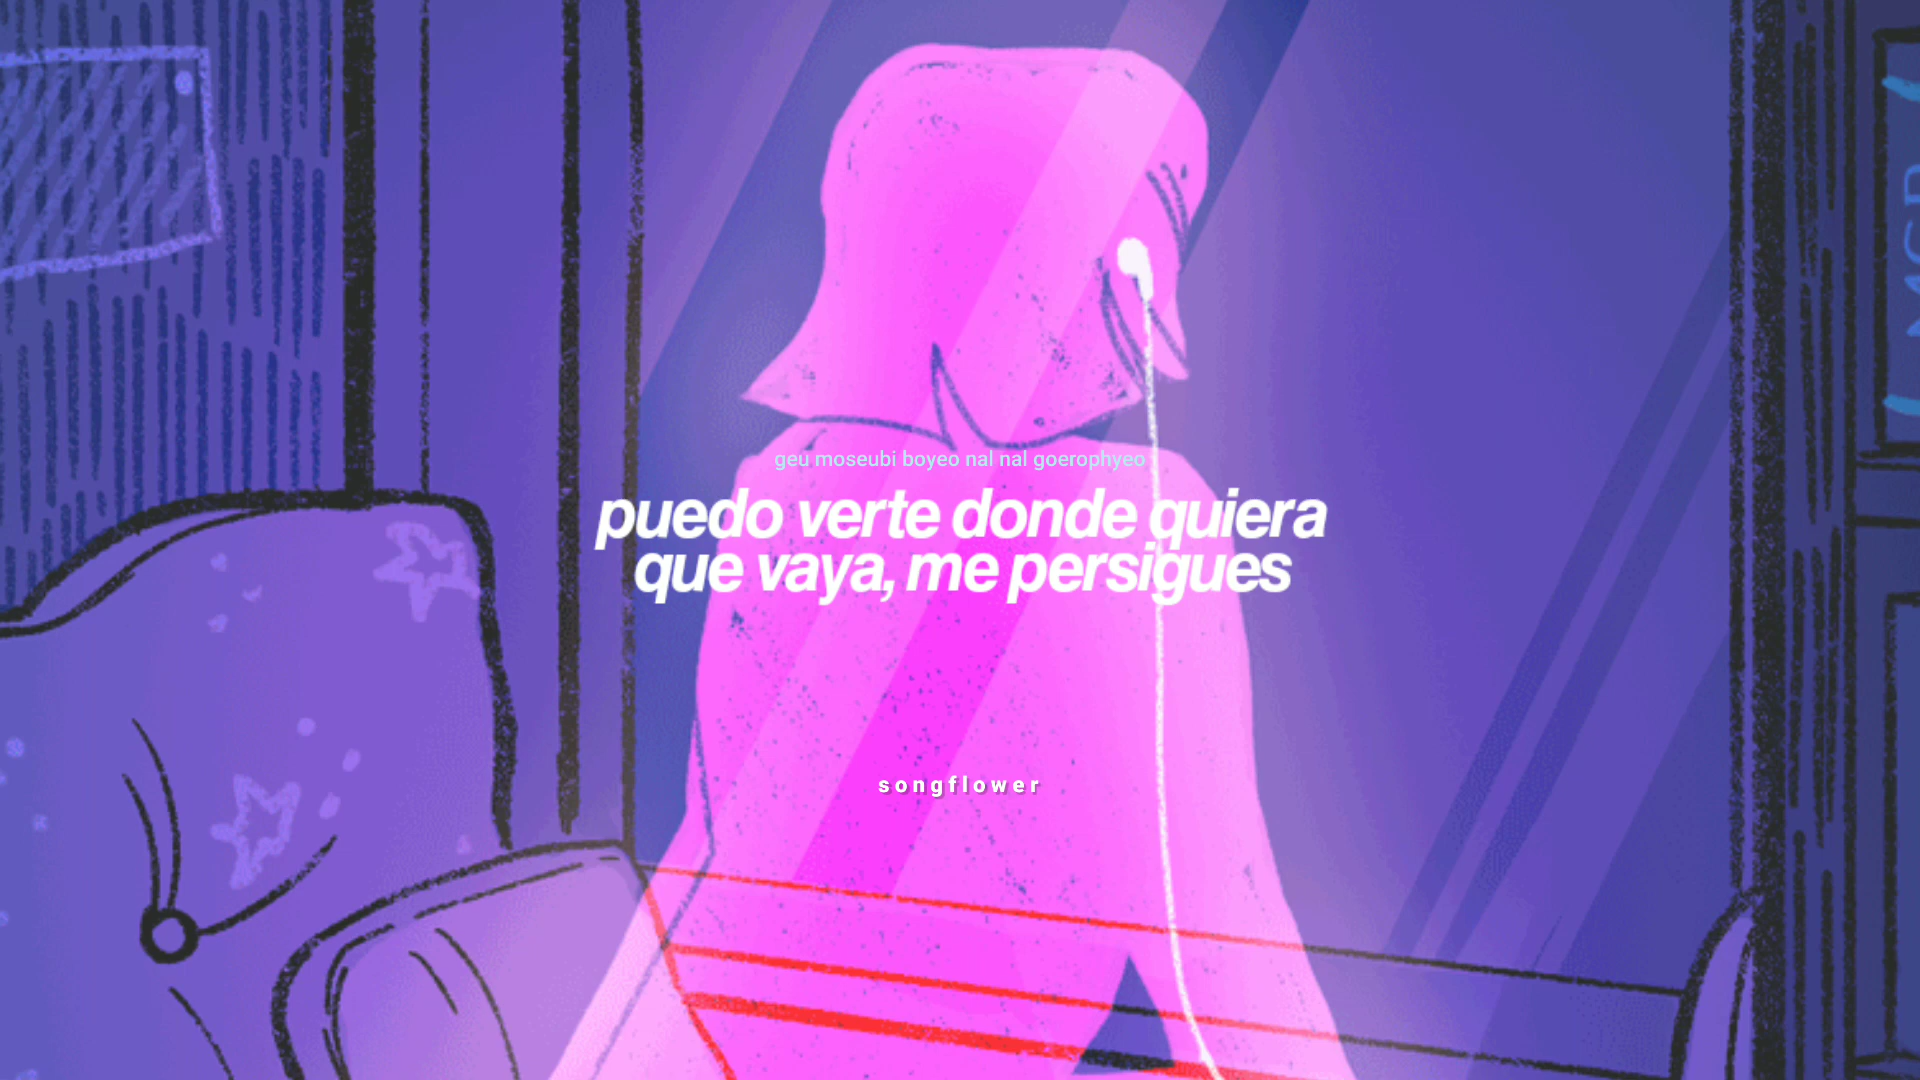 geu moseubi boyeo nal nal goerophyeo
puedo verte donde quiera
que vaya, me persigues
songflower